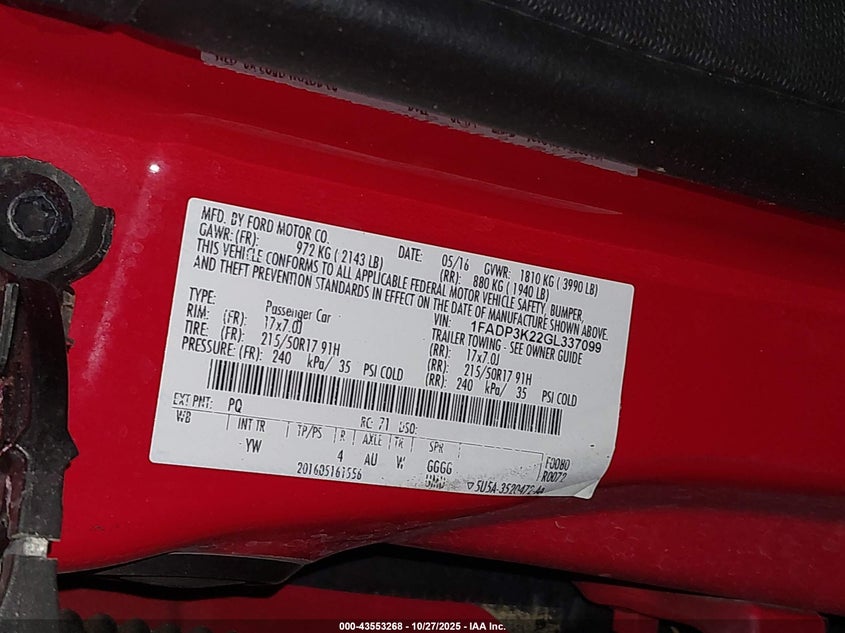 MFD. BY FORD MOTOR CO.
DATE: 05/16 GVWR: 1810 KG ( 3990 LB)
GAWR: (FR): 972 KG ( 2143 LB) (RR): 880 KG ( 1940 LB)
THIS VEHICLE CONFORMS TO ALL APPLICABLE FEDERAL MOTOR VEHICLE SAFETY, BUMPER,
AND THEFT PREVENTION STANDARDS IN EFFECT ON THE DATE OF MANUFACTURE SHOWN ABOVE.
VIN: 1FADP3K22GL337099
TYPE: Passenger Car TRAILER TOWING - SEE OWNER GUIDE
RIM: (FR): 17x7.0J (RR): 17x7.0J
TIRE: (FR): 215/50R17 91H (RR): 215/50R17 91H
PRESSURE: (FR): 240 kPa/ 35 PSI COLD (RR): 240 kPa/ 35 PSI COLD
EXT PNT: PQ RC: 71 DSO:
WB INT TR TP/PS R AXLE TR SPR
YW 4 AU W GGGG F0080
201605161556 R0072
000-43553268 - 10/27/2025 - IAA Inc.